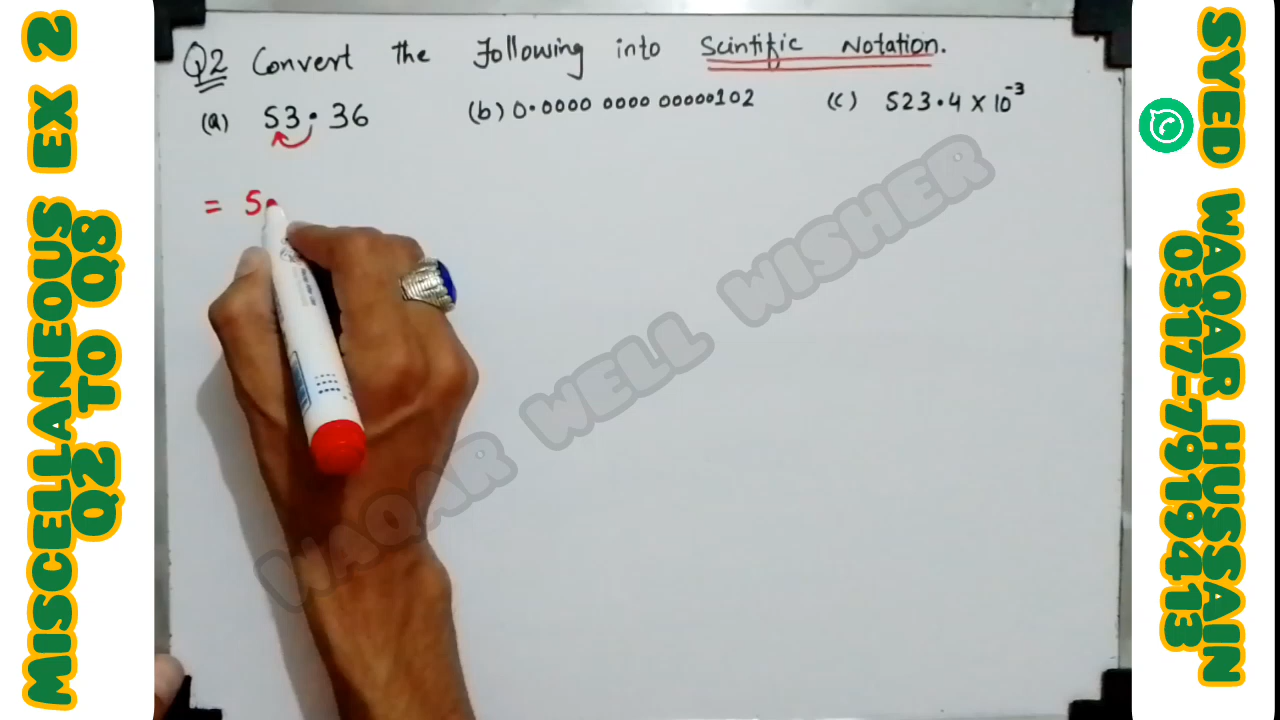 MISCELLANEOUS EX 2
Q2 TO Q8
Q2 Convert the Following into Scintific Notation.
(a) 53.36 (b) 0.0000 0000 00000102 (c) 523.4 X 10⁻³
= 5.
WAQAR WELL WISHER
SYED WAQAR HUSSAIN
0317-7919413